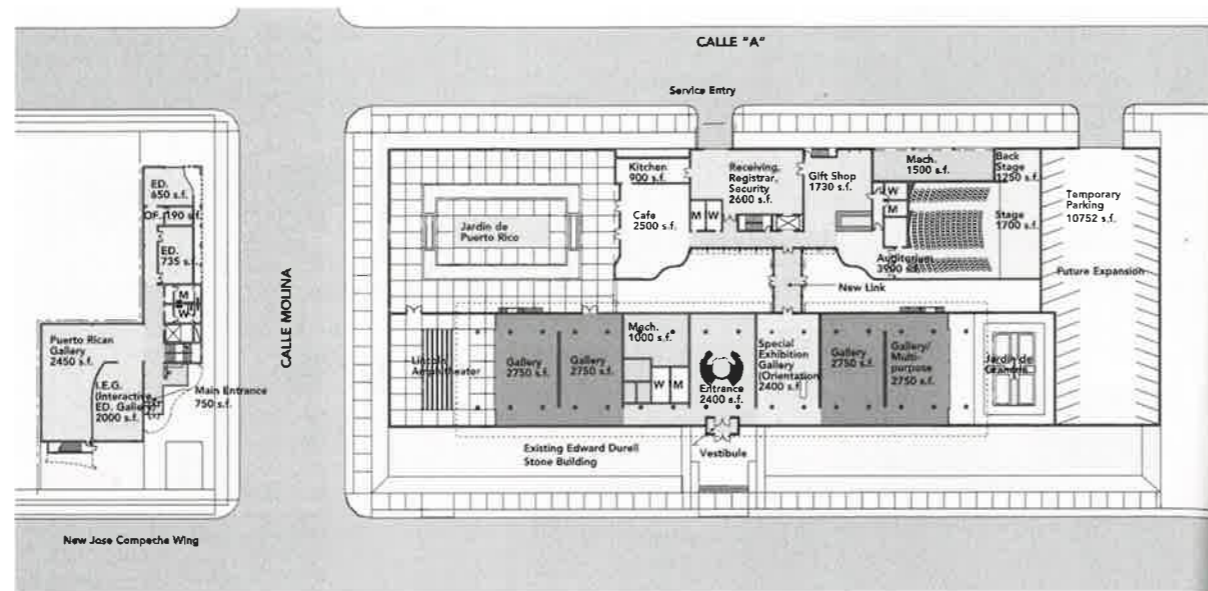 CALLE "A"
Service Entry
CALLE MOLINA
ED.
650 s.f.
OF. 190 s.f.
ED.
735 s.f.
M
W
Puerto Rican
Gallery
2450 s.f.
I.E.G.
(Interactive
ED. Gallery
2000 s.f.
Main Entrance
750 s.f.
New Jose Compeche Wing
Jardin de
Puerto Rico
Kitchen
900 s.f.
Cafe
2500 s.f.
M W
Receiving,
Registrar,
Security
2600 s.f.
Gift Shop
1730 s.f.
Mech.
1500 s.f.
W
M
Back
Stage
1250 s.f.
Stage
1700 s.f.
Auditorium
3900 s.f.
Temporary
Parking
10752 s.f.
Future Expansion
New Link
Lincoln
Amphitheater
Gallery
2750 s.f.
Gallery
2750 s.f.
Mech.
1000 s.f.
W M
Entrance
2400 s.f.
Special
Exhibition
Gallery
(Orientation
2400 s.f.
Gallery
2750 s.f.
Gallery/
Multi-
purpose
2750 s.f.
Jardin de
Existing Edward Durell
Stone Building
Vestibule